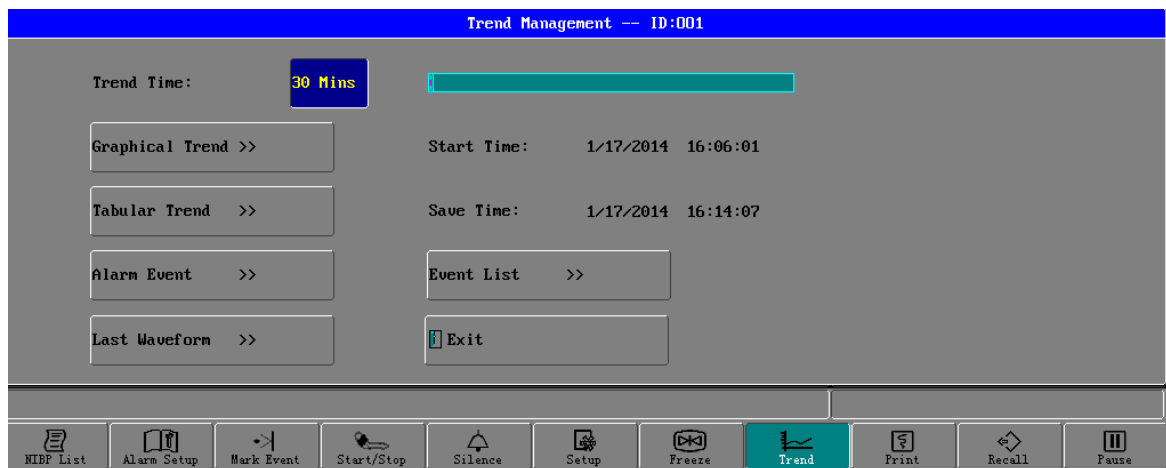 Trend Management -- ID:001
Trend Time: 30 Mins
Graphical Trend >> Start Time: 1/17/2014 16:06:01
Tabular Trend >> Save Time: 1/17/2014 16:14:07
Alarm Event >> Event List >>
Last Waveform >> Exit
NIBP List Alarm Setup Mark Event Start/Stop Silence Setup Freeze Trend Print Recall Pause